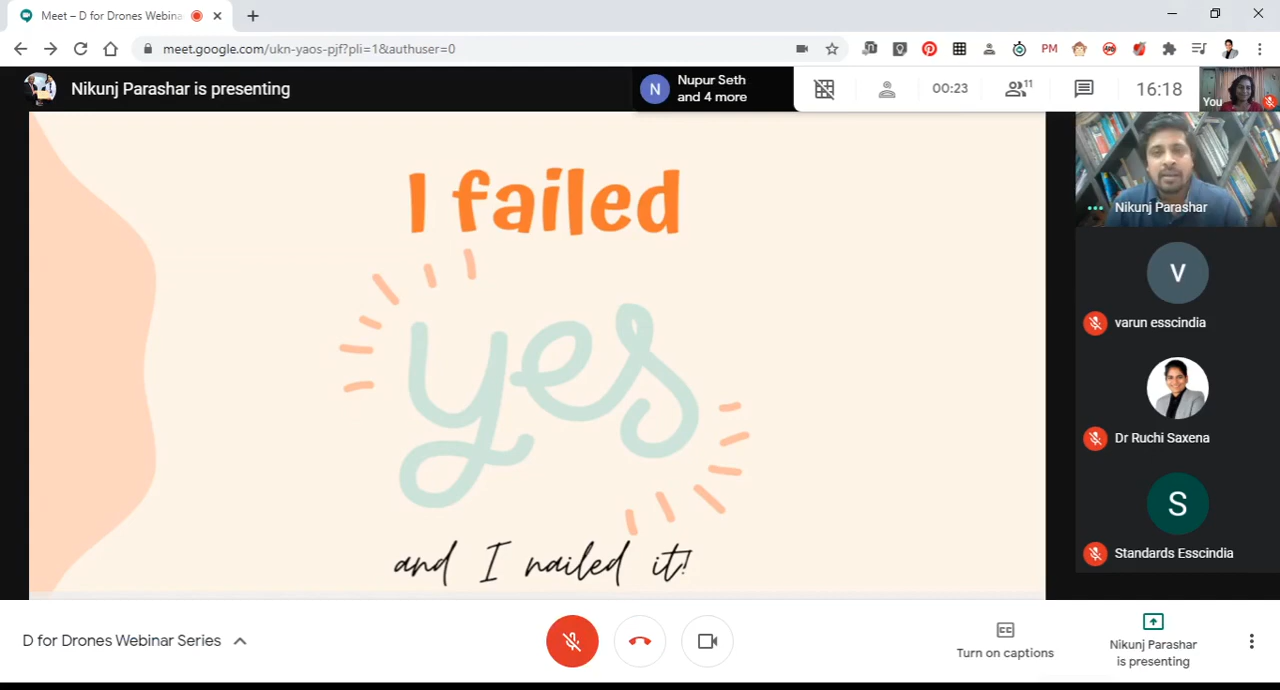 Meet – D for Drones Webina
meet.google.com/ukn-yaos-pjf?pli=1&authuser=0
PM
Nikunj Parashar is presenting
N
Nupur Seth
and 4 more
00:23
11
16:18
You
I failed
yes
and I nailed it!
Nikunj Parashar
V
varun esscindia
Dr Ruchi Saxena
S
Standards Esscindia
D for Drones Webinar Series
CC
Turn on captions
Nikunj Parashar
is presenting